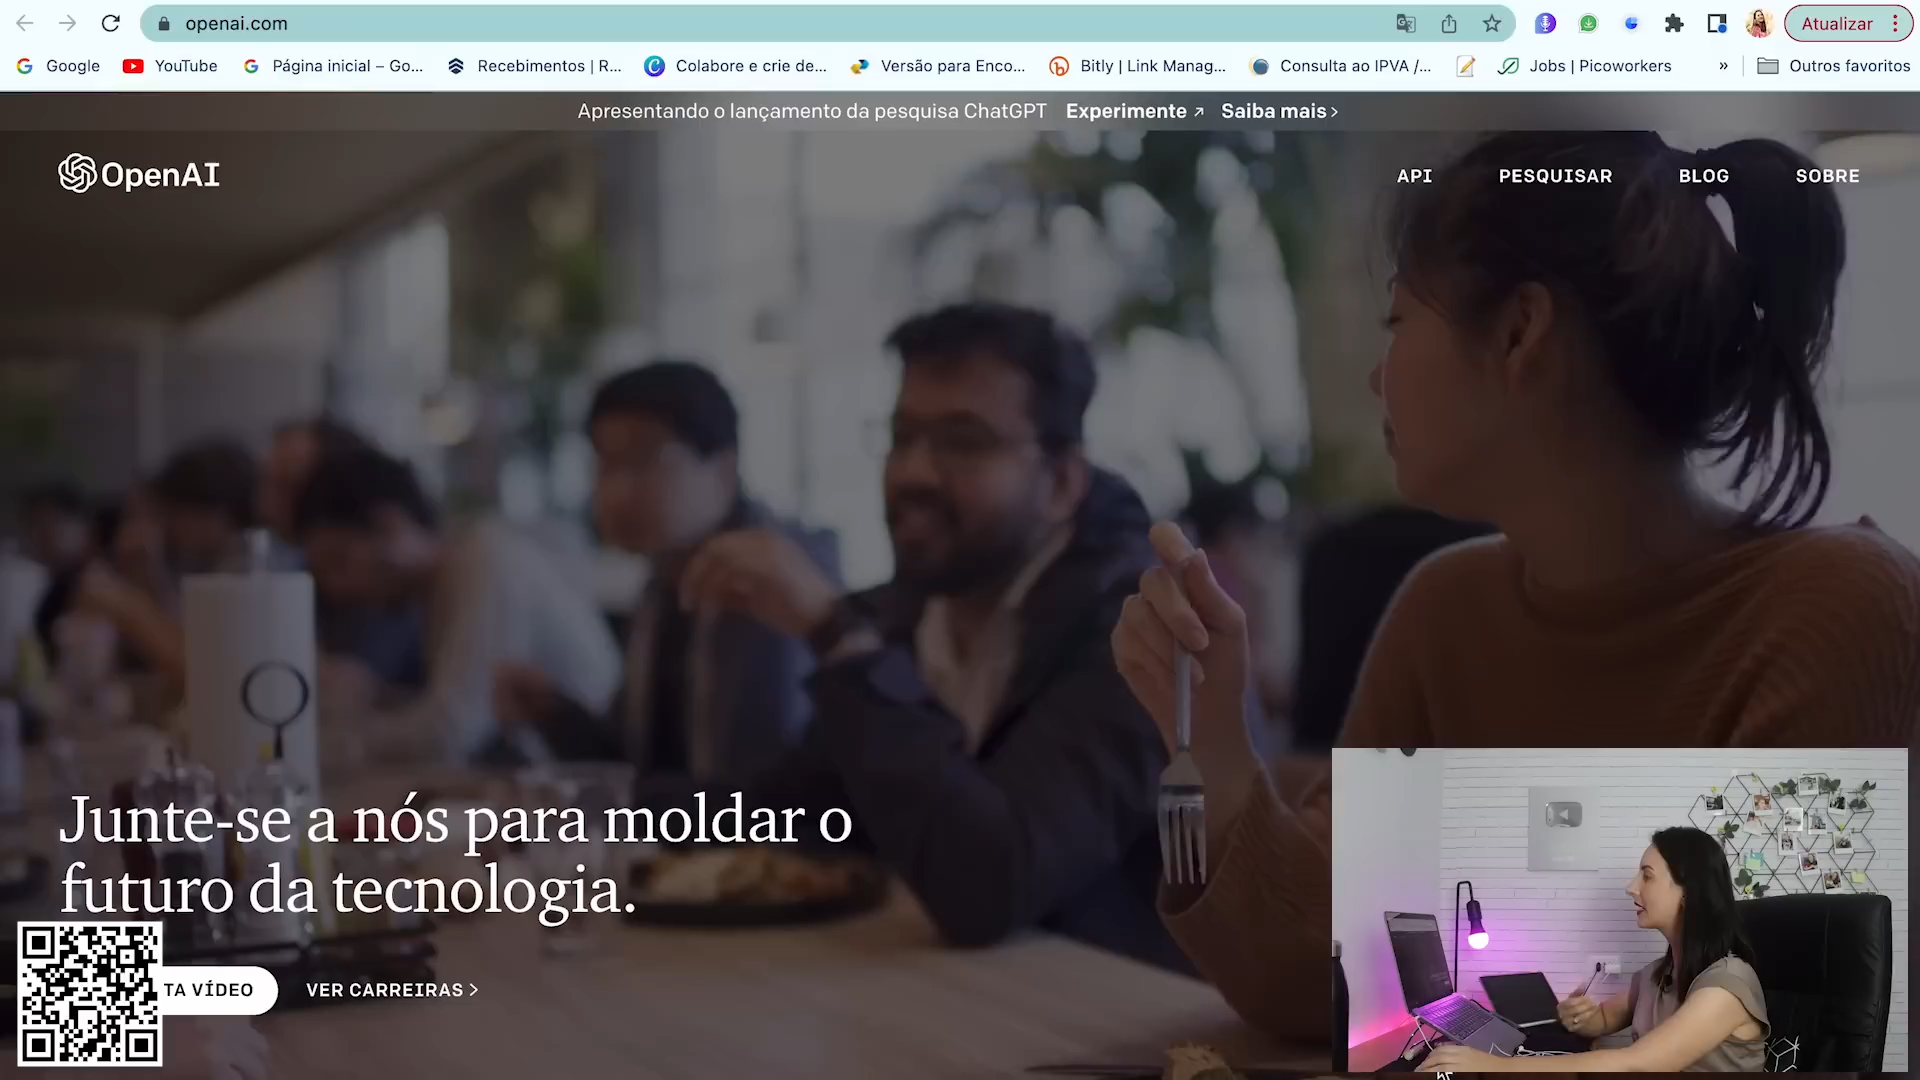 openai.com
Atualizar
Google
YouTube
Página inicial – Go...
Recebimentos | R...
Colabore e crie de...
Versão para Enco...
Bitly | Link Manag...
Consulta ao IPVA /...
Jobs | Picoworkers
»
Outros favoritos
Apresentando o lançamento da pesquisa ChatGPT Experimente ↗ Saiba mais >
OpenAI
API
PESQUISAR
BLOG
SOBRE
Junte-se a nós para moldar o
futuro da tecnologia.
TA VÍDEO
VER CARREIRAS >